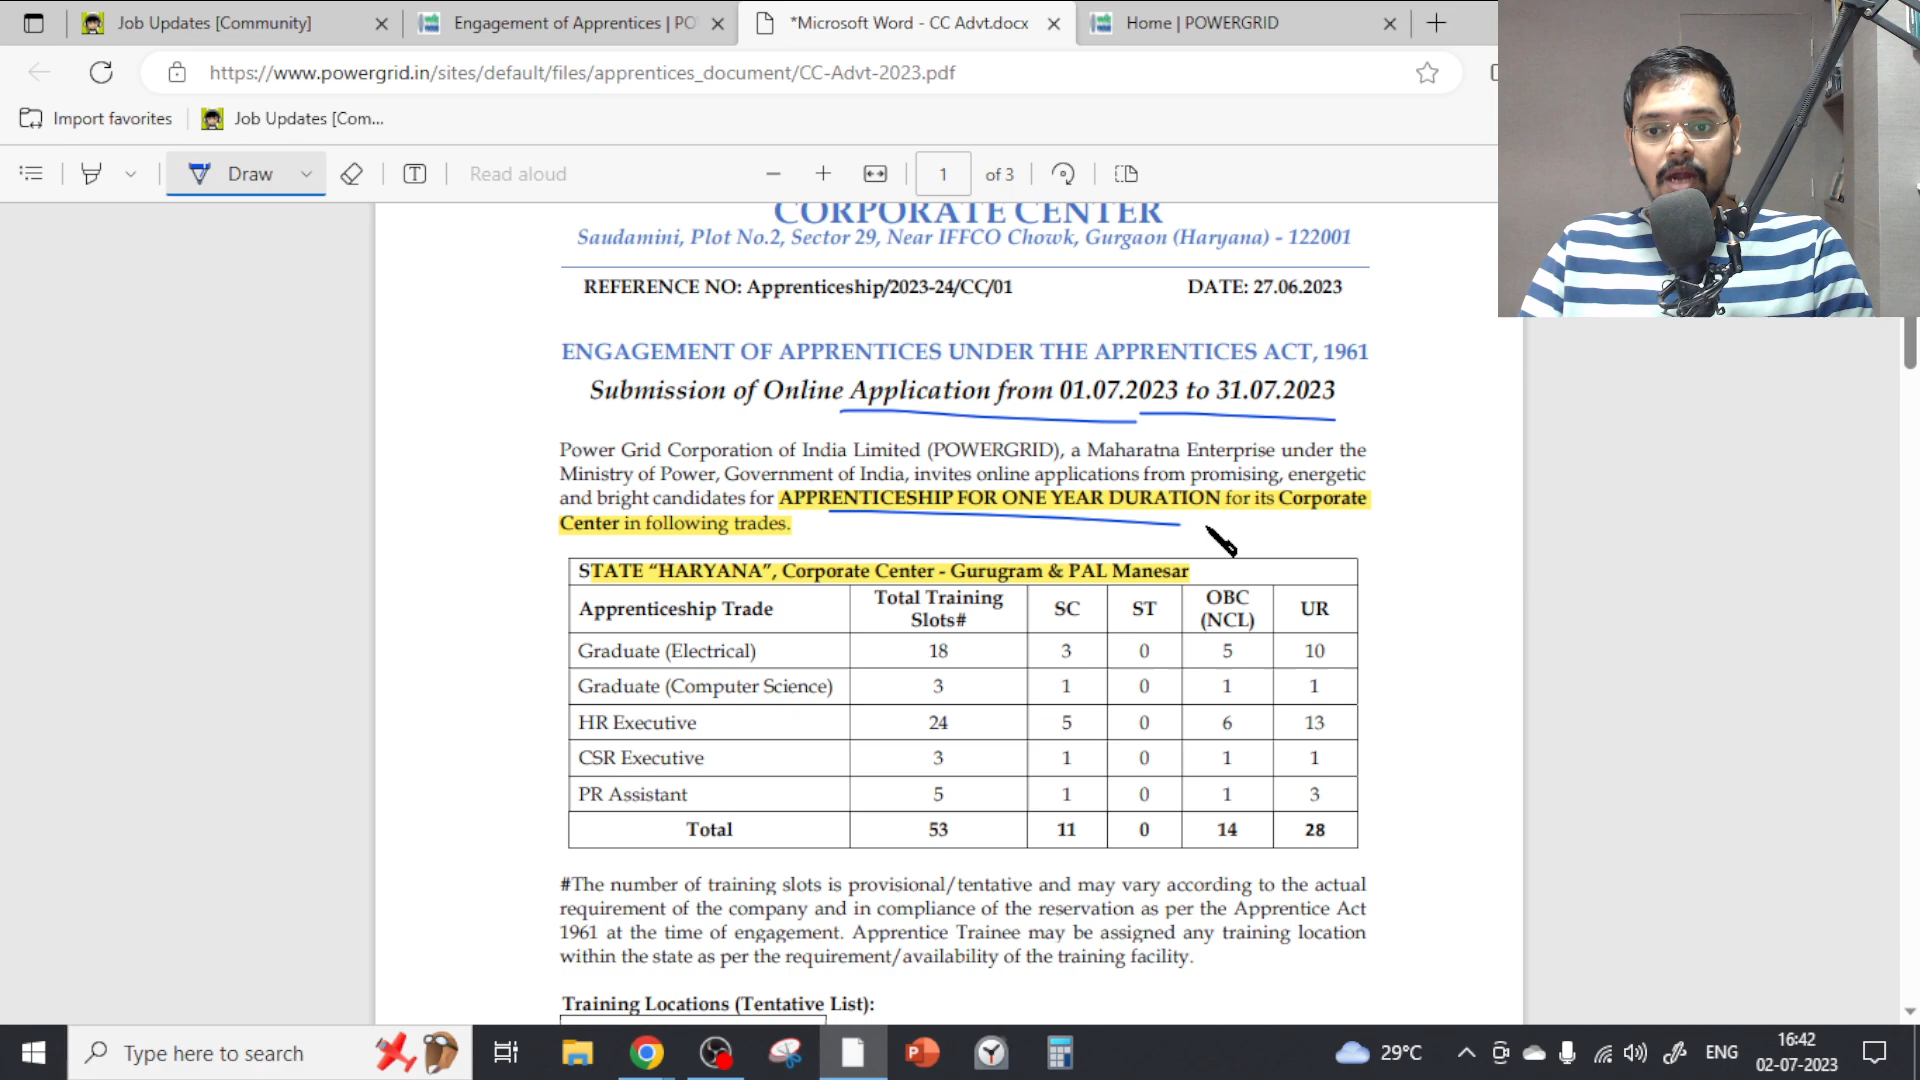 Job Updates [Community]
Engagement of Apprentices | PO
*Microsoft Word - CC Advt.docx
Home | POWERGRID
https://www.powergrid.in/sites/default/files/apprentices_document/CC-Advt-2023.pdf
Import favorites
Job Updates [Com...
Draw
Read aloud
1 of 3
CORPORATE CENTER
Saudamini, Plot No.2, Sector 29, Near IFFCO Chowk, Gurgaon (Haryana) - 122001
REFERENCE NO: Apprenticeship/2023-24/CC/01 DATE: 27.06.2023
ENGAGEMENT OF APPRENTICES UNDER THE APPRENTICES ACT, 1961
Submission of Online Application from 01.07.2023 to 31.07.2023
Power Grid Corporation of India Limited (POWERGRID), a Maharatna Enterprise under the
Ministry of Power, Government of India, invites online applications from promising, energetic
and bright candidates for APPRENTICESHIP FOR ONE YEAR DURATION for its Corporate
Center in following trades.
STATE “HARYANA”, Corporate Center - Gurugram & PAL Manesar
Apprenticeship Trade Total Training Slots# SC ST OBC (NCL) UR
Graduate (Electrical) 18 3 0 5 10
Graduate (Computer Science) 3 1 0 1 1
HR Executive 24 5 0 6 13
CSR Executive 3 1 0 1 1
PR Assistant 5 1 0 1 3
Total 53 11 0 14 28
#The number of training slots is provisional/tentative and may vary according to the actual
requirement of the company and in compliance of the reservation as per the Apprentice Act
1961 at the time of engagement. Apprentice Trainee may be assigned any training location
within the state as per the requirement/availability of the training facility.
Training Locations (Tentative List):
Type here to search
29°C
ENG
16:42
02-07-2023